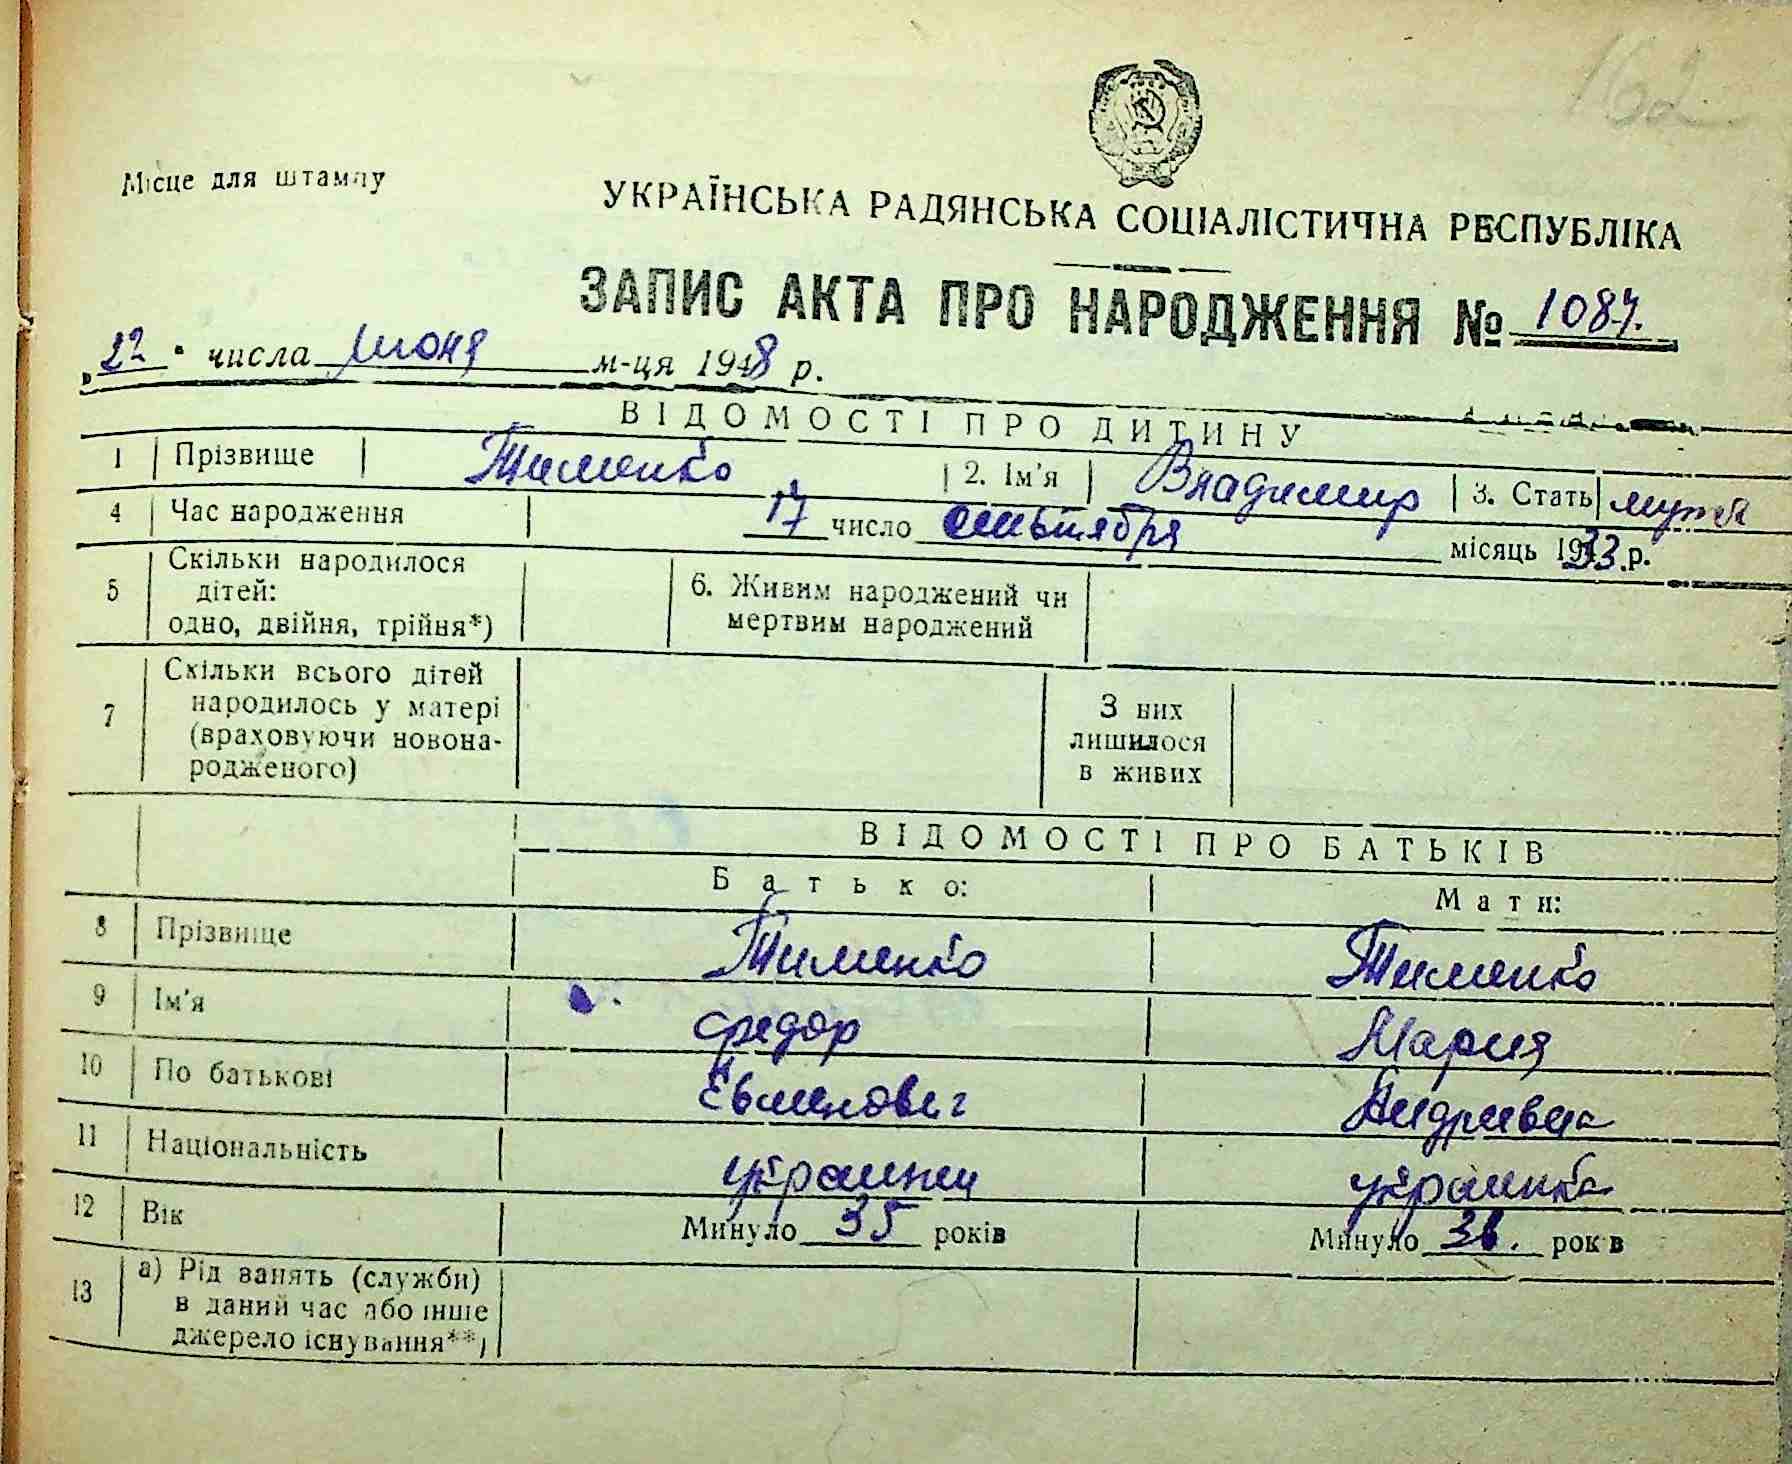 162
Місце для штампу
УКРАЇНСЬКА РАДЯНСЬКА СОЦІАЛІСТИЧНА РЕСПУБЛІКА
ЗАПИС АКТА ПРО НАРОДЖЕННЯ № 1087.
„22" числа Июня м-ця 1948 р.
ВІДОМОСТІ ПРО ДИТИНУ
1 Прізвище Тименко 2. Ім'я Владимир 3. Стать муж
4 Час народження 17 число сентября місяць 1933 р.
5 Скільки народилося дітей: одно, двійня, трійня*) 6. Живим народжений чи мертвим народжений
7 Скільки всього дітей народилось у матері (враховуючи новонародженого) З них лишилося в живих
ВІДОМОСТІ ПРО БАТЬКІВ
Батько: Мати:
8 Прізвище Тименко Тименко
9 Ім'я Федор Мария
10 По батькові Евменович Андреевна
11 Національність украинец украинка
12 Вік Минуло 35 років Минуло рок в
13 а) Рід занять (служби) в даний час або інше джерело існування**)